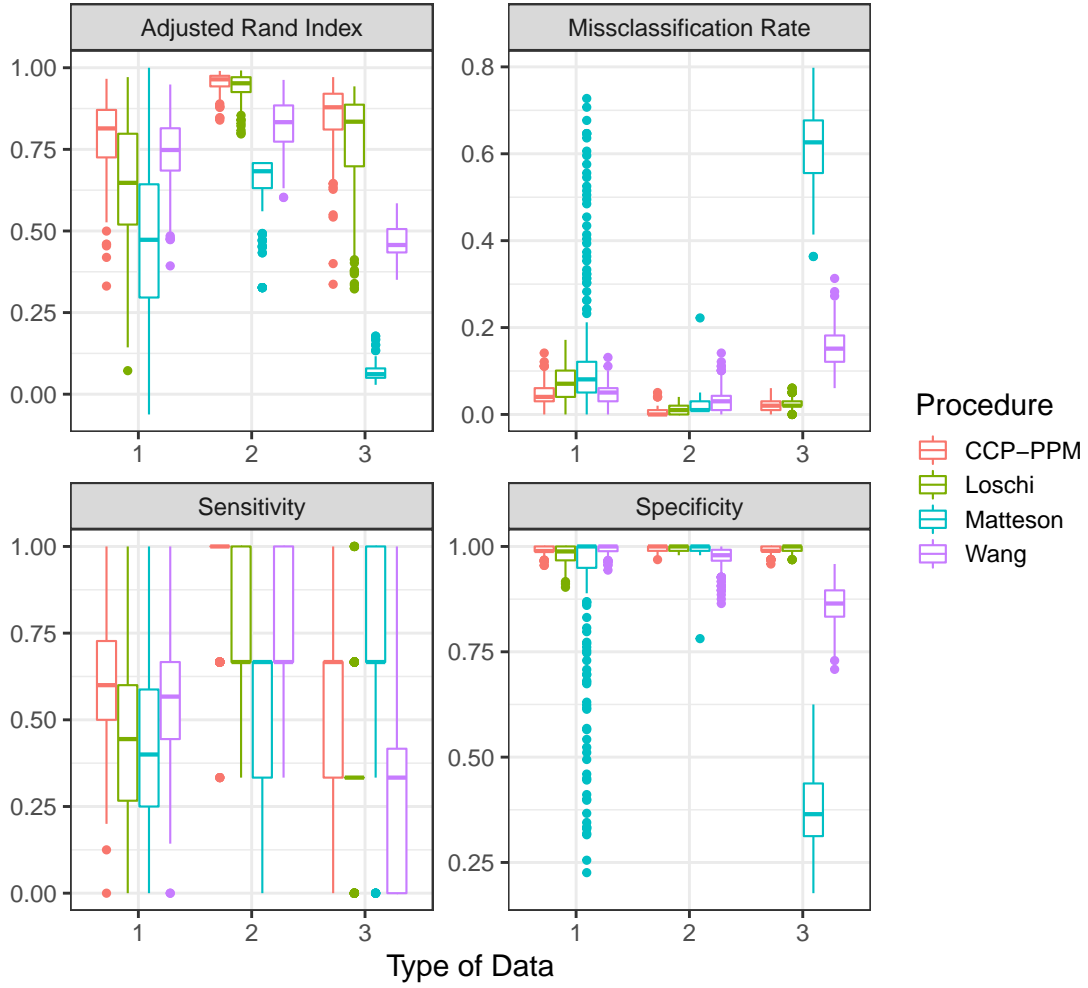 Adjusted Rand Index
Missclassification Rate
1.00
0.75
0.50
0.25
0.00
0.8
0.6
0.4
0.2
0.0
1 2 3
1 2 3
Sensitivity
Specificity
1.00
0.75
0.50
0.25
0.00
1.00
0.75
0.50
0.25
1 2 3
1 2 3
Type of Data
Procedure
CCP−PPM
Loschi
Matteson
Wang